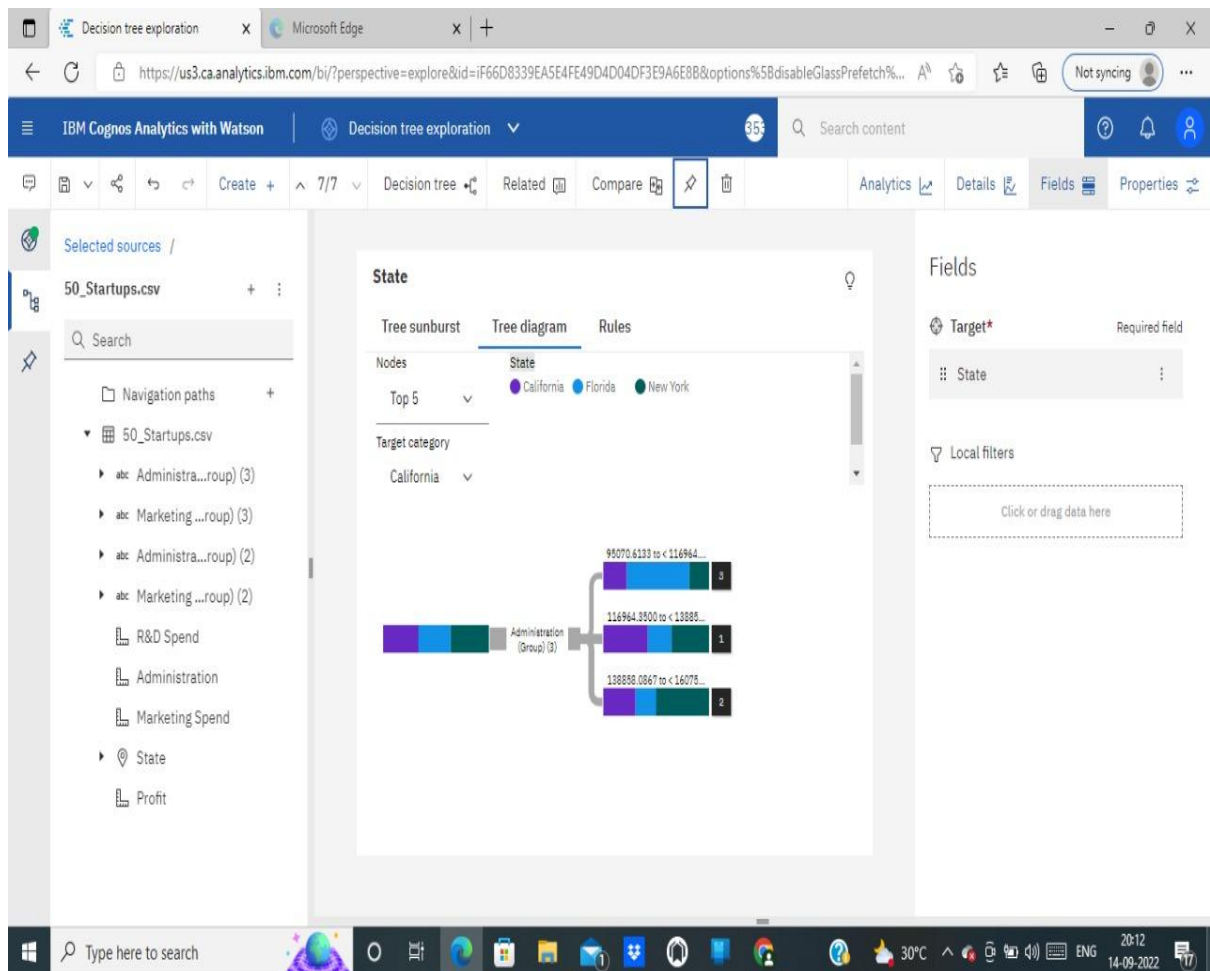 Decision tree exploration X Microsoft Edge x +
https://us3.ca.analytics.ibm.com/bi/?perspective=explore&id=iF66D8339EA5E4FE49D4D04DF3E9A6E8B&options%5BdisableGlassPrefetch%... Not syncing
IBM Cognos Analytics with Watson Decision tree exploration Search content
Create + 7/7 Decision tree Related Compare Analytics Details Fields Properties
Selected sources /
50_Startups.csv
Search
Navigation paths +
50_Startups.csv
abc Administra...roup) (3)
abc Marketing ...roup) (3)
abc Administra...roup) (2)
abc Marketing ...roup) (2)
R&D Spend
Administration
Marketing Spend
State
Profit
State
Tree sunburst Tree diagram Rules
Nodes
Top 5
Target category
California
State
California Florida New York
95070.6133 to < 116964....
3
Administration
(Group) (3)
116964.3500 to < 13885...
1
138858.0867 to < 16075...
2
Fields
Target* Required field
State
Local filters
Click or drag data here
Type here to search
30°C ENG
20:12
14-09-2022
17